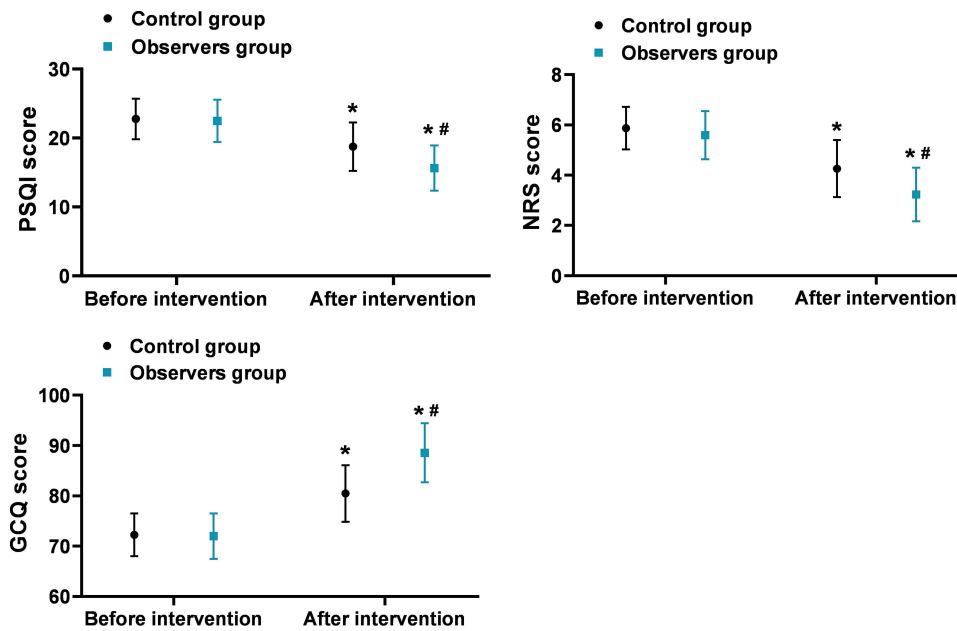 Control group
Observers group
30
20
10
0
PSQI score
*
* #
Before intervention
After intervention
Control group
Observers group
8
6
4
2
0
NRS score
*
* #
Before intervention
After intervention
Control group
Observers group
100
90
80
70
60
GCQ score
*
* #
Before intervention
After intervention